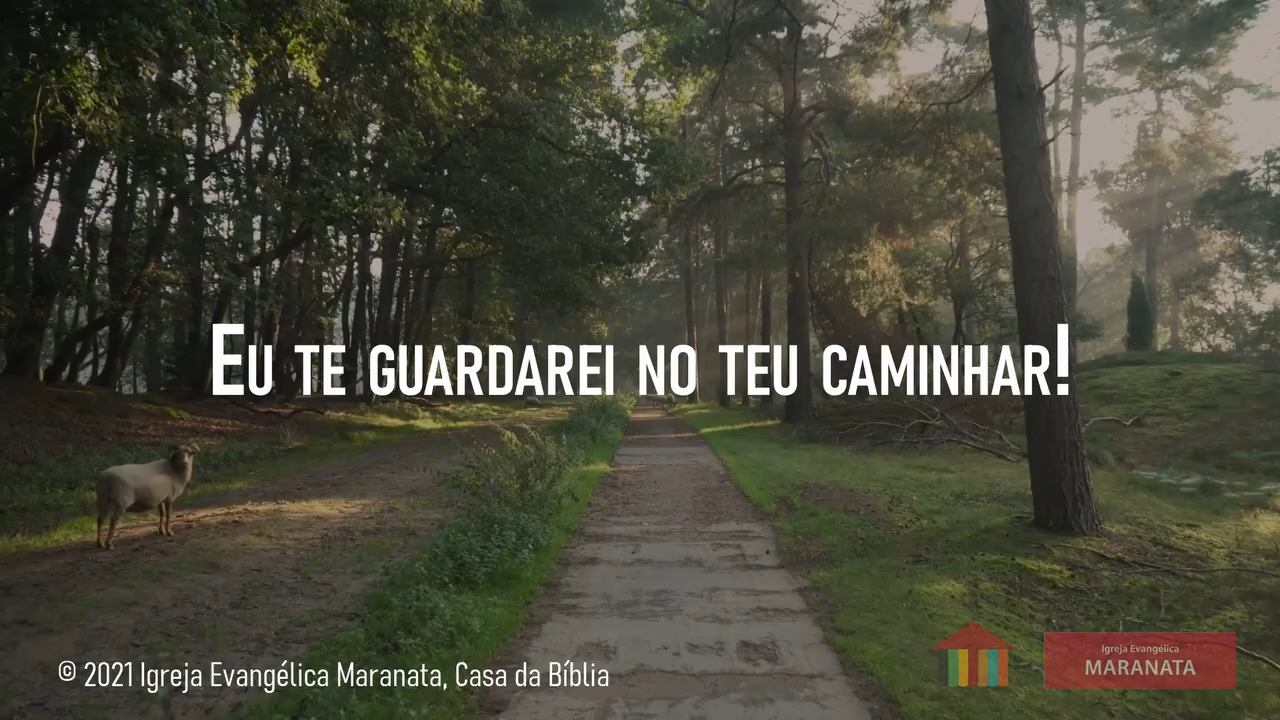 Eu te guardarei no teu caminhar!
© 2021 Igreja Evangélica Maranata, Casa da Bíblia
Igreja Evangélica
MARANATA